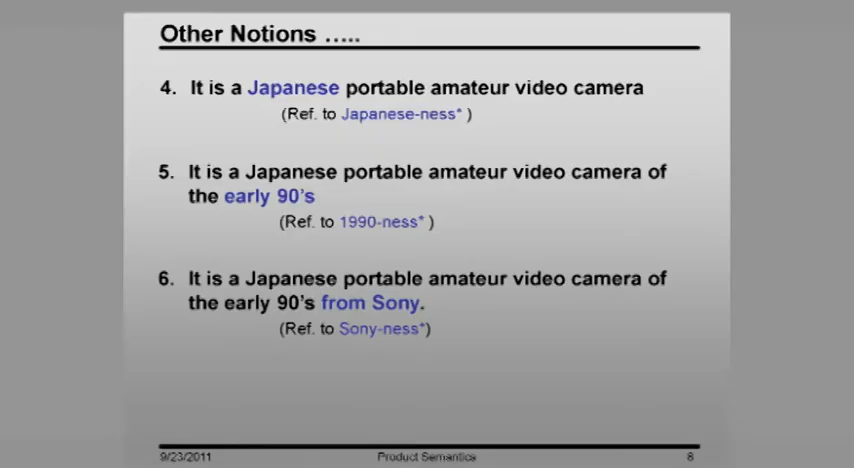 Other Notions …..
4. It is a Japanese portable amateur video camera
(Ref. to Japanese-ness* )
5. It is a Japanese portable amateur video camera of
the early 90's
(Ref. to 1990-ness* )
6. It is a Japanese portable amateur video camera of
the early 90's from Sony.
(Ref. to Sony-ness*)
9/23/2011 Product Semantics 8